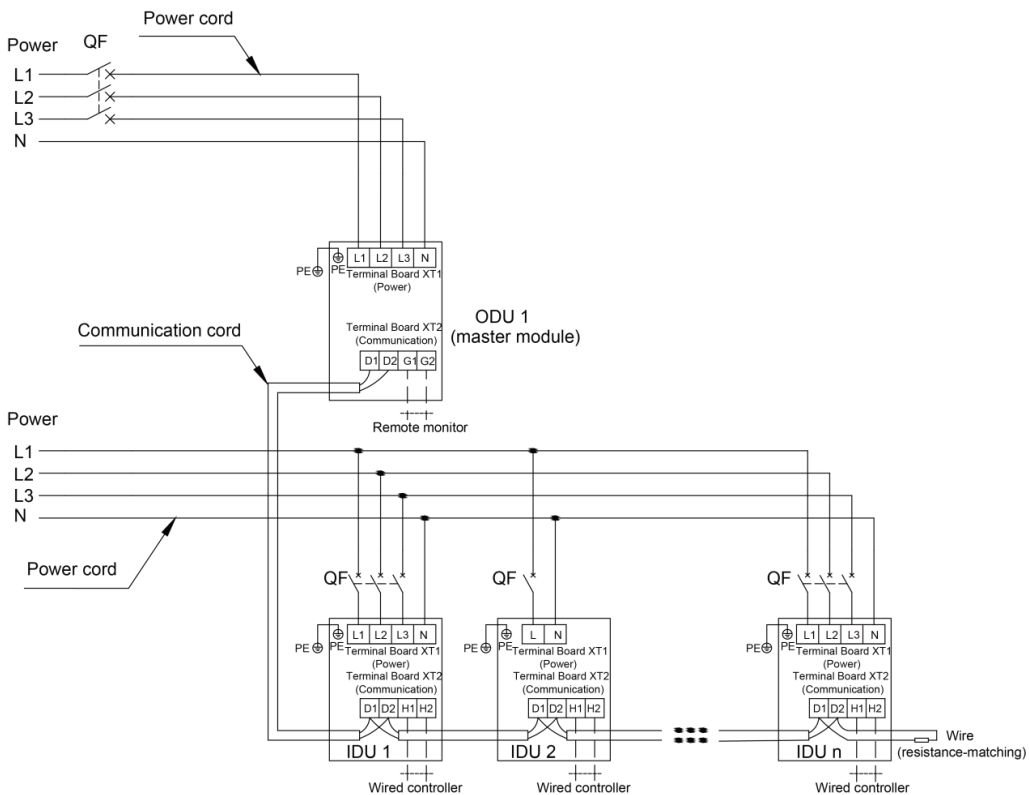 Power cord
Power QF
L1
L2
L3
N
PE PE L1 L2 L3 N
Terminal Board XT1
(Power)
Terminal Board XT2
(Communication)
D1 D2 G1 G2
ODU 1
(master module)
Communication cord
Remote monitor
Power
L1
L2
L3
N
Power cord
QF QF QF
PE PE L1 L2 L3 N
Terminal Board XT1
(Power)
Terminal Board XT2
(Communication)
D1 D2 H1 H2
IDU 1
Wired controller
PE PE L N
Terminal Board XT1
(Power)
Terminal Board XT2
(Communication)
D1 D2 H1 H2
IDU 2
Wired controller
PE PE L1 L2 L3 N
Terminal Board XT1
(Power)
Terminal Board XT2
(Communication)
D1 D2 H1 H2
IDU n
Wired controller
Wire
(resistance-matching)